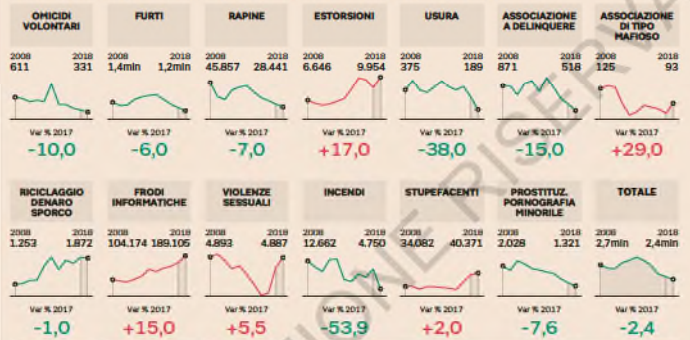 OMICIDI
VOLONTARI
FURTI
RAPINE
ESTORSIONI
USURA
ASSOCIAZIONE
A DELINQUERE
ASSOCIAZIONE
DI TIPO
MAFIOSO
2008 2018
611 331
2008 2018
1,4mln 1,2mln
2008 2018
45.857 28.441
2008 2018
6.646 9.954
2008 2018
375 189
2008 2018
871 518
2008 2018
125 93
Var % 2017
-10,0
Var % 2017
-6,0
Var % 2017
-7,0
Var % 2017
+17,0
Var % 2017
-38,0
Var % 2017
-15,0
Var % 2017
+29,0
RICICLAGGIO
DENARO
SPORCO
FRODI
INFORMATICHE
VIOLENZE
SESSUALI
INCENDI
STUPEFACENTI
PROSTITUZ.
PORNOGRAFIA
MINORILE
TOTALE
2008 2018
1.253 1.872
2008 2018
104.174 189.105
2008 2018
4.893 4.887
2008 2018
12.662 4.750
2008 2018
34.082 40.371
2008 2018
2.028 1.321
2008 2018
2,7mln 2,4mln
Var % 2017
-1,0
Var % 2017
+15,0
Var % 2017
+5,5
Var % 2017
-53,9
Var % 2017
+2,0
Var % 2017
-7,6
Var % 2017
-2,4